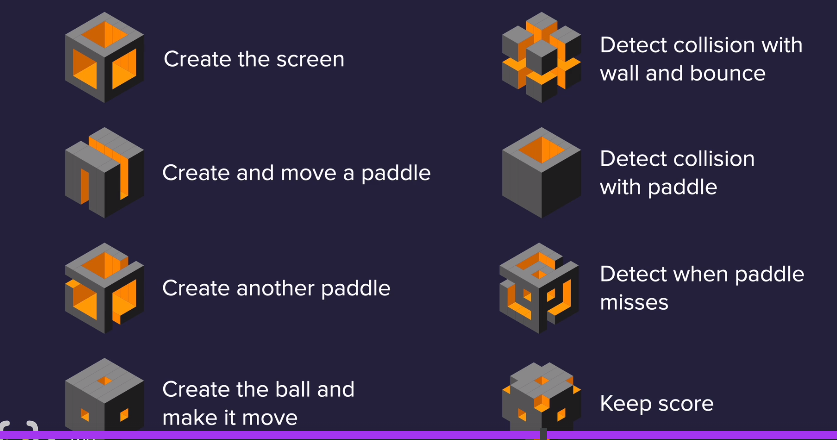 Create the screen
Create and move a paddle
Create another paddle
Create the ball and
make it move
Detect collision with
wall and bounce
Detect collision
with paddle
Detect when paddle
misses
Keep score